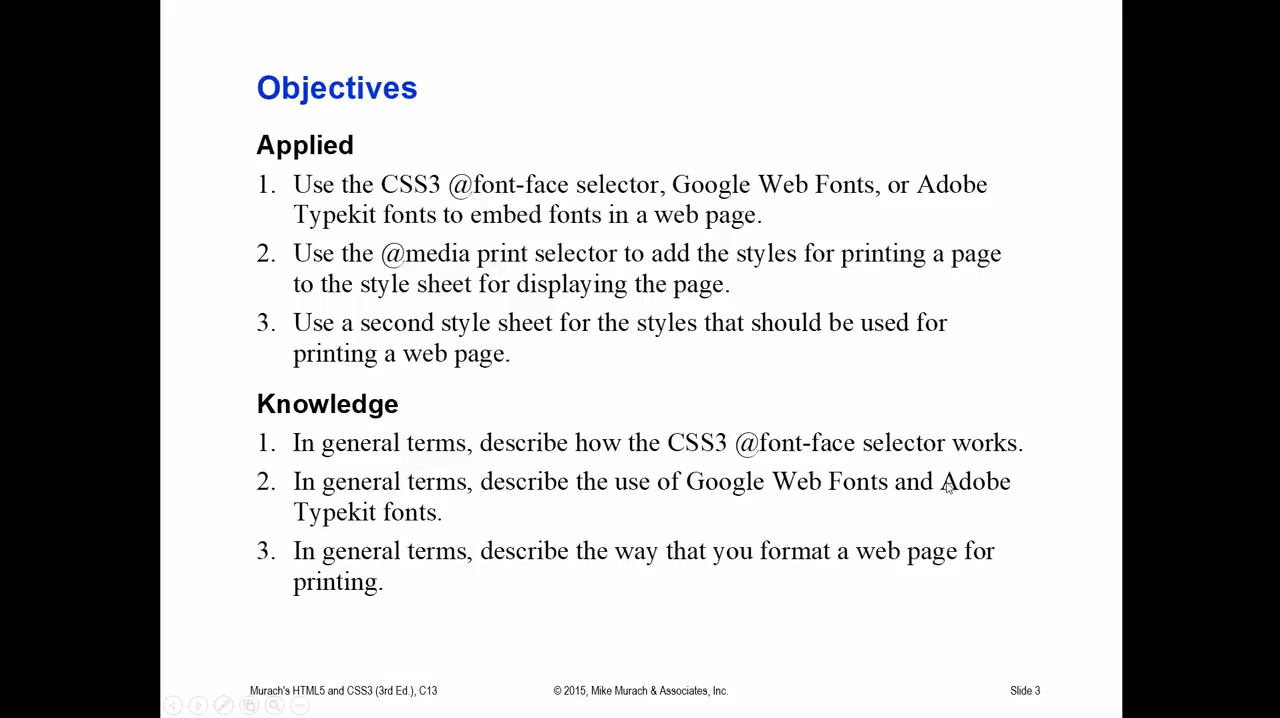 Objectives
Applied
1. Use the CSS3 @font-face selector, Google Web Fonts, or Adobe
Typekit fonts to embed fonts in a web page.
2. Use the @media print selector to add the styles for printing a page
to the style sheet for displaying the page.
3. Use a second style sheet for the styles that should be used for
printing a web page.
Knowledge
1. In general terms, describe how the CSS3 @font-face selector works.
2. In general terms, describe the use of Google Web Fonts and Adobe
Typekit fonts.
3. In general terms, describe the way that you format a web page for
printing.
Murach's HTML5 and CSS3 (3rd Ed.), C13 © 2015, Mike Murach & Associates, Inc. Slide 3